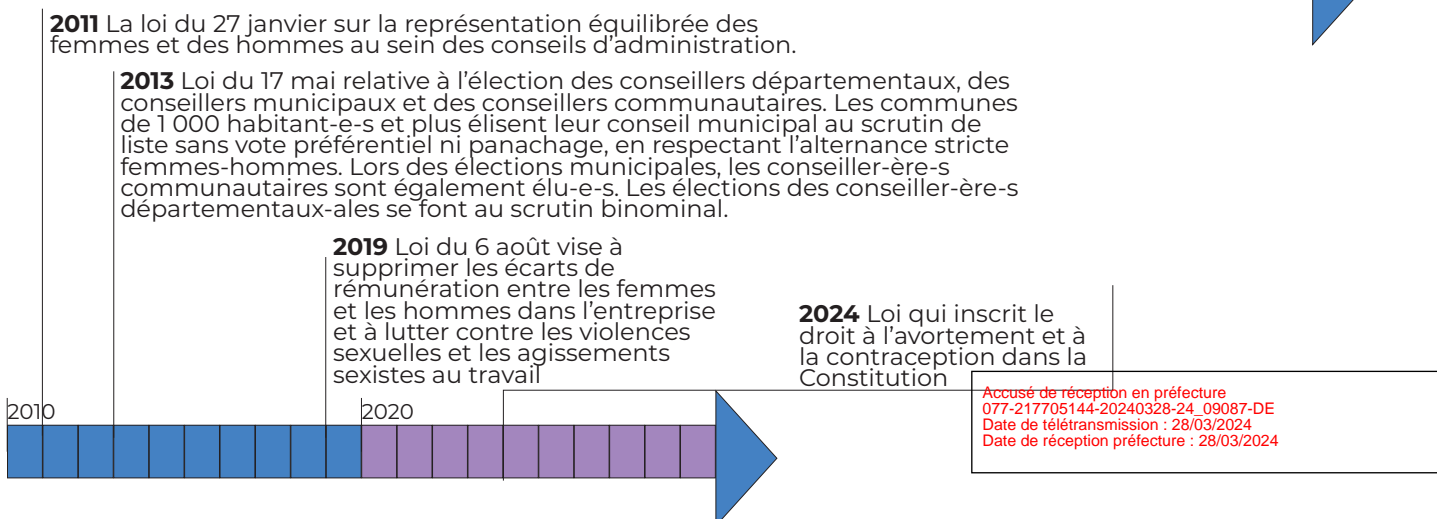 2011 La loi du 27 janvier sur la représentation équilibrée des
femmes et des hommes au sein des conseils d'administration.
2013 Loi du 17 mai relative à l'élection des conseillers départementaux, des
conseillers municipaux et des conseillers communautaires. Les communes
de 1 000 habitant-e-s et plus élisent leur conseil municipal au scrutin de
liste sans vote préférentiel ni panachage, en respectant l'alternance stricte
femmes-hommes. Lors des élections municipales, les conseiller-ère-s
communautaires sont également élu-e-s. Les élections des conseiller-ère-s
départementaux-ales se font au scrutin binominal.
2019 Loi du 6 août vise à
supprimer les écarts de
rémunération entre les femmes
et les hommes dans l'entreprise
et à lutter contre les violences
sexuelles et les agissements
sexistes au travail
2024 Loi qui inscrit le
droit à l'avortement et à
la contraception dans la
Constitution
Accusé de réception en préfecture
077-217705144-20240328-24_09087-DE
Date de télétransmission : 28/03/2024
Date de réception préfecture : 28/03/2024
2010
2020